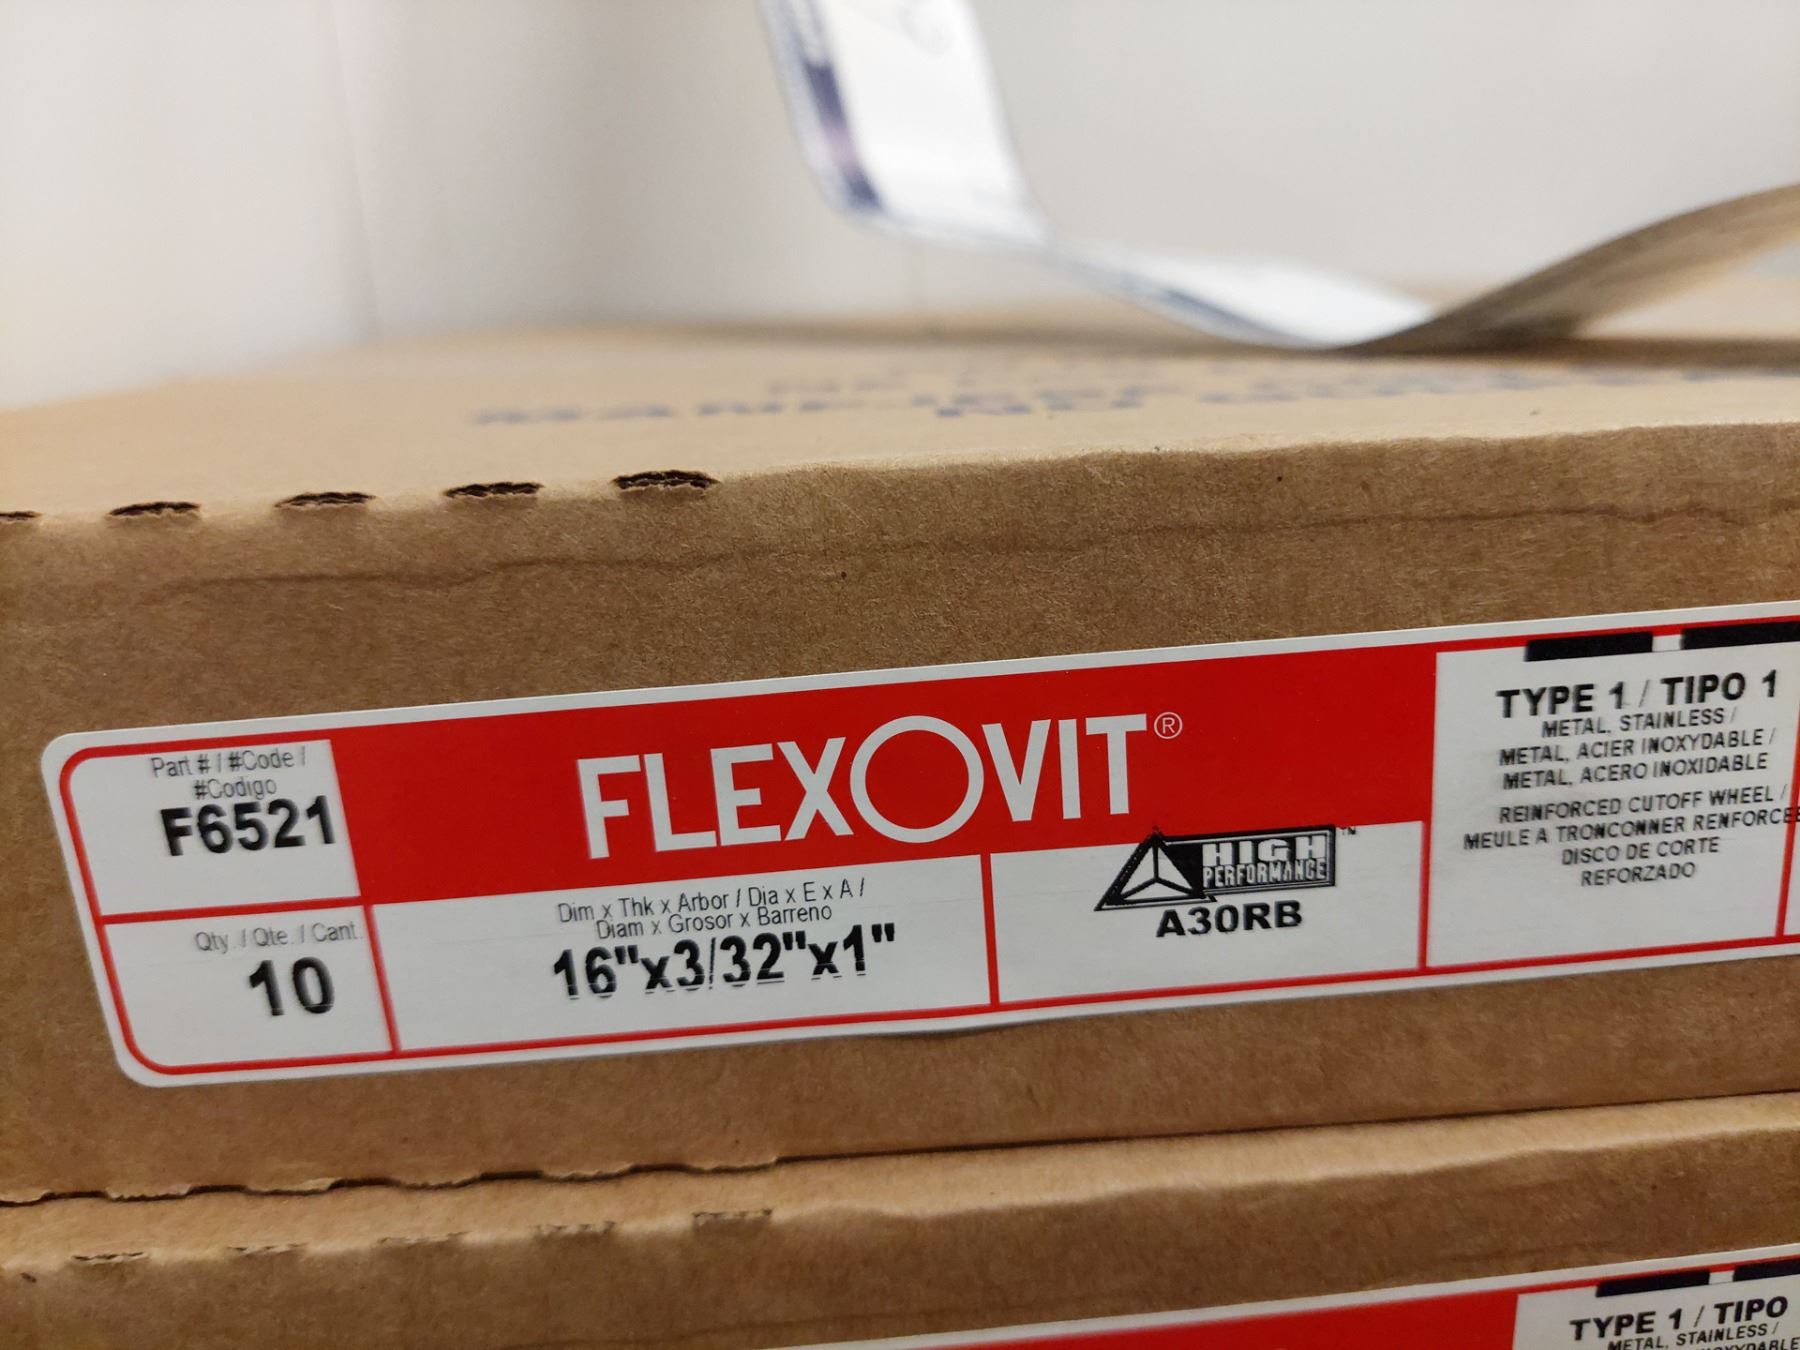 Part # / #Code /
#Codigo
F6521
Qty. / Qte. / Cant.
10
FLEXOVIT®
Dim x Thk x Arbor / Dia x E x A /
Diam x Grosor x Barreno
16"x3/32"x1"
HIGH
PERFORMANCE
TM
A30RB
TYPE 1 / TIPO 1
METAL, STAINLESS /
METAL, ACIER INOXYDABLE /
METAL, ACERO INOXIDABLE
REINFORCED CUTOFF WHEEL /
MEULE A TRONCONNER RENFORCEE
DISCO DE CORTE
REFORZADO
TYPE 1 / TIPO
METAL, STAINLESS /